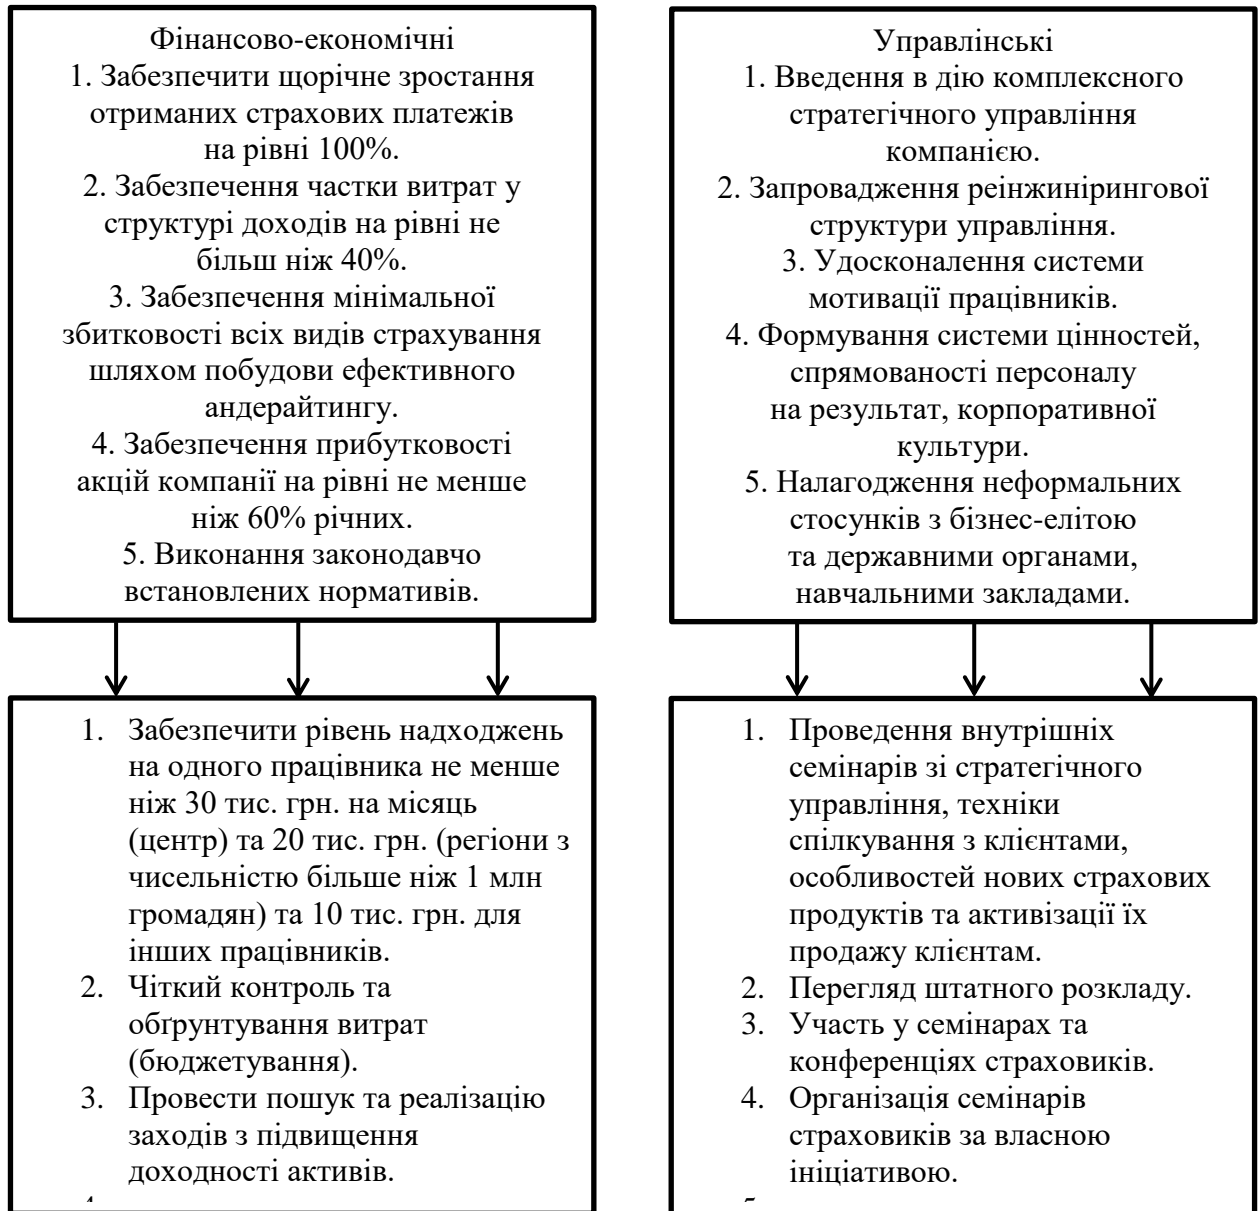 Фінансово-економічні
1. Забезпечити щорічне зростання
отриманих страхових платежів
на рівні 100%.
2. Забезпечення частки витрат у
структурі доходів на рівні не
більш ніж 40%.
3. Забезпечення мінімальної
збитковості всіх видів страхування
шляхом побудови ефективного
андерайтингу.
4. Забезпечення прибутковості
акцій компанії на рівні не менше
ніж 60% річних.
5. Виконання законодавчо
встановлених нормативів.
Управлінські
1. Введення в дію комплексного
стратегічного управління
компанією.
2. Запровадження реінжинірингової
структури управління.
3. Удосконалення системи
мотивації працівників.
4. Формування системи цінностей,
спрямованості персоналу
на результат, корпоративної
культури.
5. Налагодження неформальних
стосунків з бізнес-елітою
та державними органами,
навчальними закладами.
1. Забезпечити рівень надходжень
на одного працівника не менше
ніж 30 тис. грн. на місяць
(центр) та 20 тис. грн. (регіони з
чисельністю більше ніж 1 млн
громадян) та 10 тис. грн. для
інших працівників.
2. Чіткий контроль та
обґрунтування витрат
(бюджетування).
3. Провести пошук та реалізацію
заходів з підвищення
доходності активів.
1. Проведення внутрішніх
семінарів зі стратегічного
управління, техніки
спілкування з клієнтами,
особливостей нових страхових
продуктів та активізації їх
продажу клієнтам.
2. Перегляд штатного розкладу.
3. Участь у семінарах та
конференціях страховиків.
4. Організація семінарів
страховиків за власною
ініціативою.